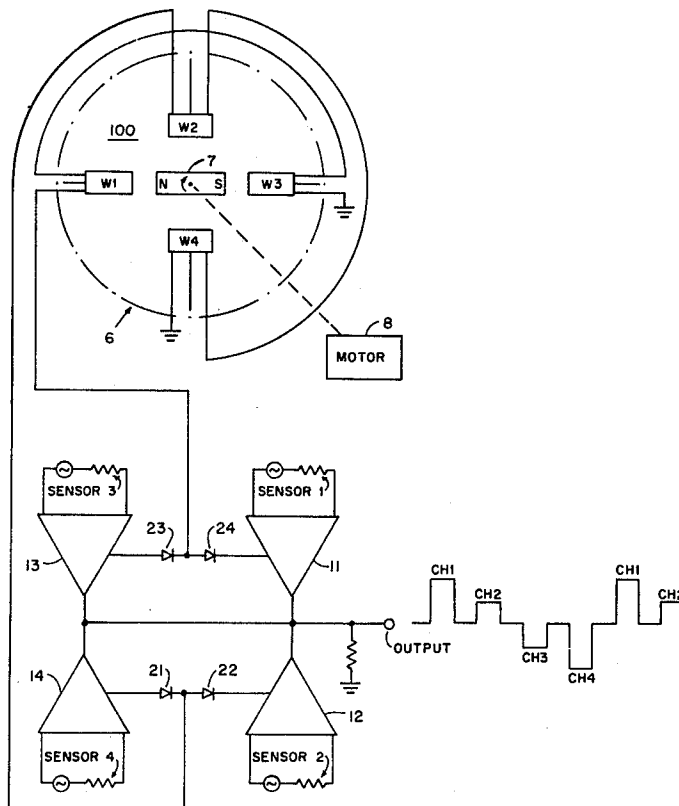 100
W2
7
W1
N
S
W3
W4
6
8
MOTOR
SENSOR 3
SENSOR 1
23
24
13
11
CH1
CH2
CH3
CH4
CH1
CH2
OUTPUT
21
22
14
12
SENSOR 4
SENSOR 2